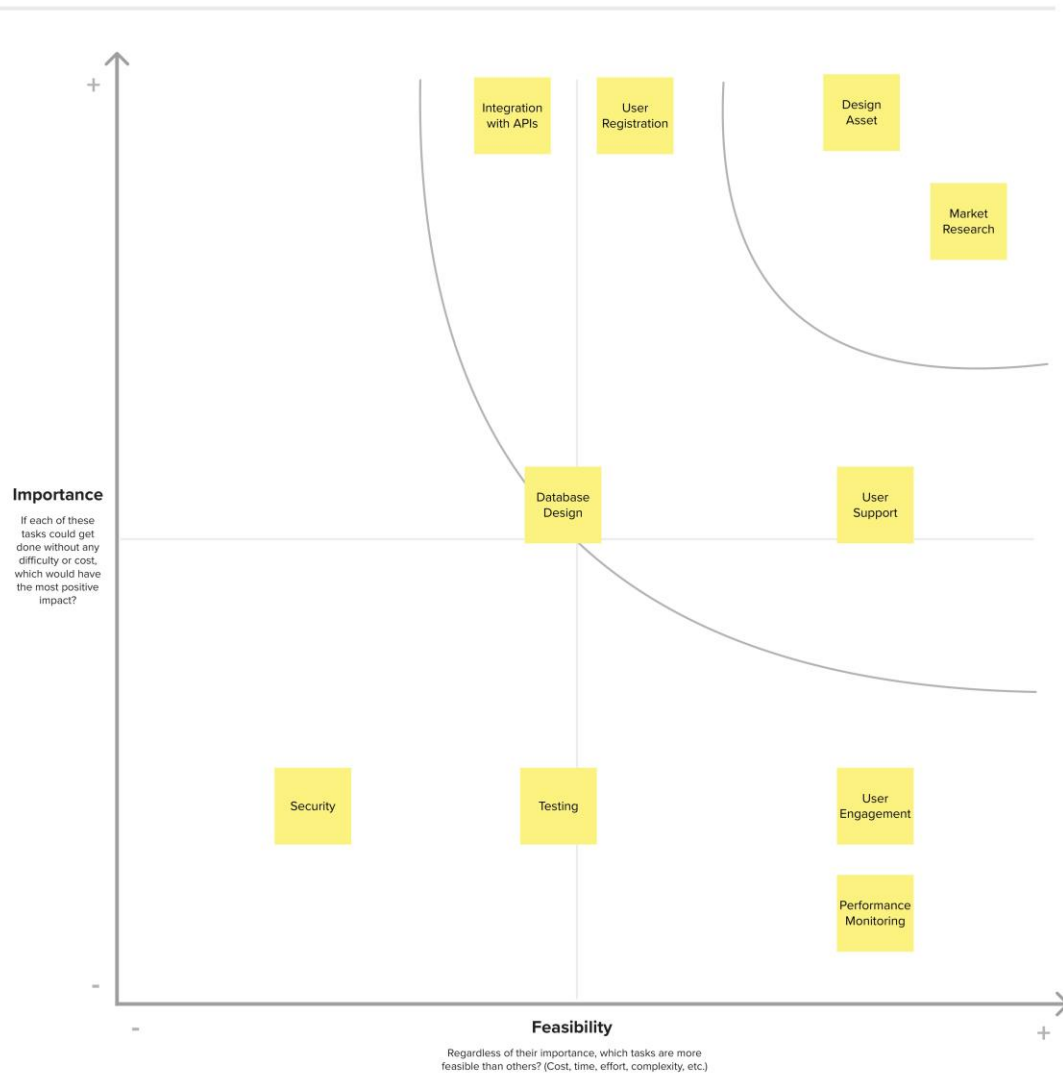 +
Integration
with APIs
User
Registration
Design
Asset
Market
Research
Importance
If each of these
tasks could get
done without any
difficulty or cost,
which would have
the most positive
impact?
Database
Design
User
Support
Security
Testing
User
Engagement
Performance
Monitoring
-
-
Feasibility
+
Regardless of their importance, which tasks are more
feasible than others? (Cost, time, effort, complexity, etc.)